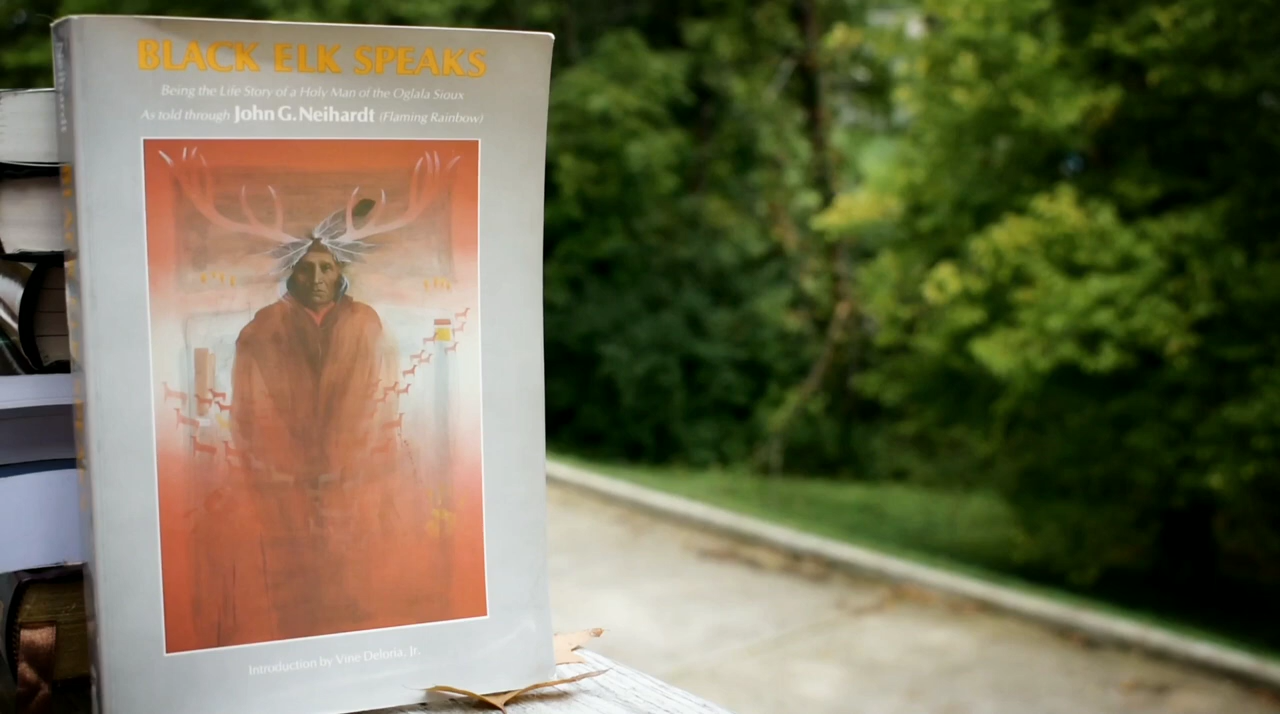 BLACK ELK SPEAKS
Being the Life Story of a Holy Man of the Oglala Sioux
As told through John G. Neihardt (Flaming Rainbow)
Introduction by Vine Deloria, Jr.
Neihardt